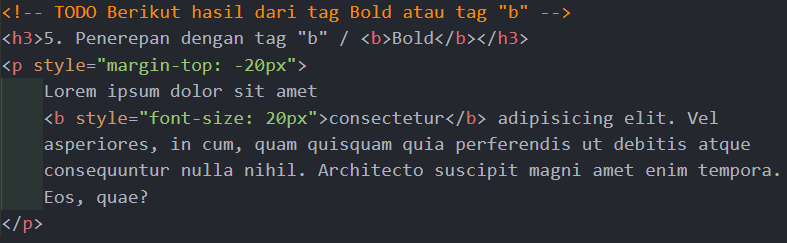 <!-- TODO Berikut hasil dari tag Bold atau tag "b" -->
<h3>5. Penerepan dengan tag "b" / <b>Bold</b></h3>
<p style="margin-top: -20px">
Lorem ipsum dolor sit amet
<b style="font-size: 20px">consectetur</b> adipisicing elit. Vel
asperiores, in cum, quam quisquam quia perferendis ut debitis atque
consequuntur nulla nihil. Architecto suscipit magni amet enim tempora.
Eos, quae?
</p>